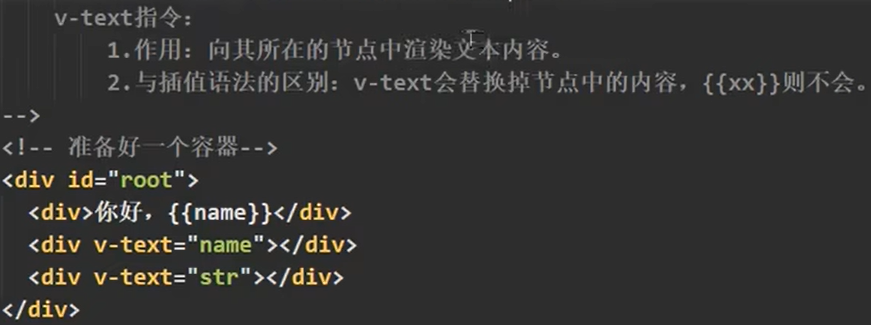 v-text指令：
1.作用：向其所在的节点中渲染文本内容。
2.与插值语法的区别：v-text会替换掉节点中的内容，{{xx}}则不会。
-->
<!-- 准备好一个容器-->
<div id="root">
<div>你好，{{name}}</div>
<div v-text="name"></div>
<div v-text="str"></div>
</div>